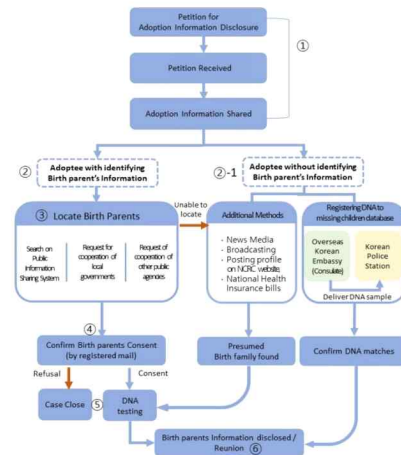 Petition for
Adoption Information Disclosure
①
Petition Received
Adoption Information Shared
②
Adoptee with identifying
Birth parent's Information
②-1
Adoptee without identifying
Birth parent's Information
③ Locate Birth Parents
Search on
Public
Information
Sharing System
Request for
cooperation of
local
governments
Request of
cooperation of
other public
agencies
Unable to
locate
Additional Methods
• News Media
• Broadcasting
• Posting profile
on NCRC website,
• National Health
Insurance bills
Registering DNA to
missing children database
Overseas
Korean
Embassy
(Consulate)
Korean
Police
Station
Deliver DNA sample
④
Confirm Birth parents Consent
(by registered mail)
Presumed
Birth family found
Confirm DNA matches
Refusal
Consent
Case Close
⑤
DNA
testing
Birth parents Information disclosed /
Reunion ⑥